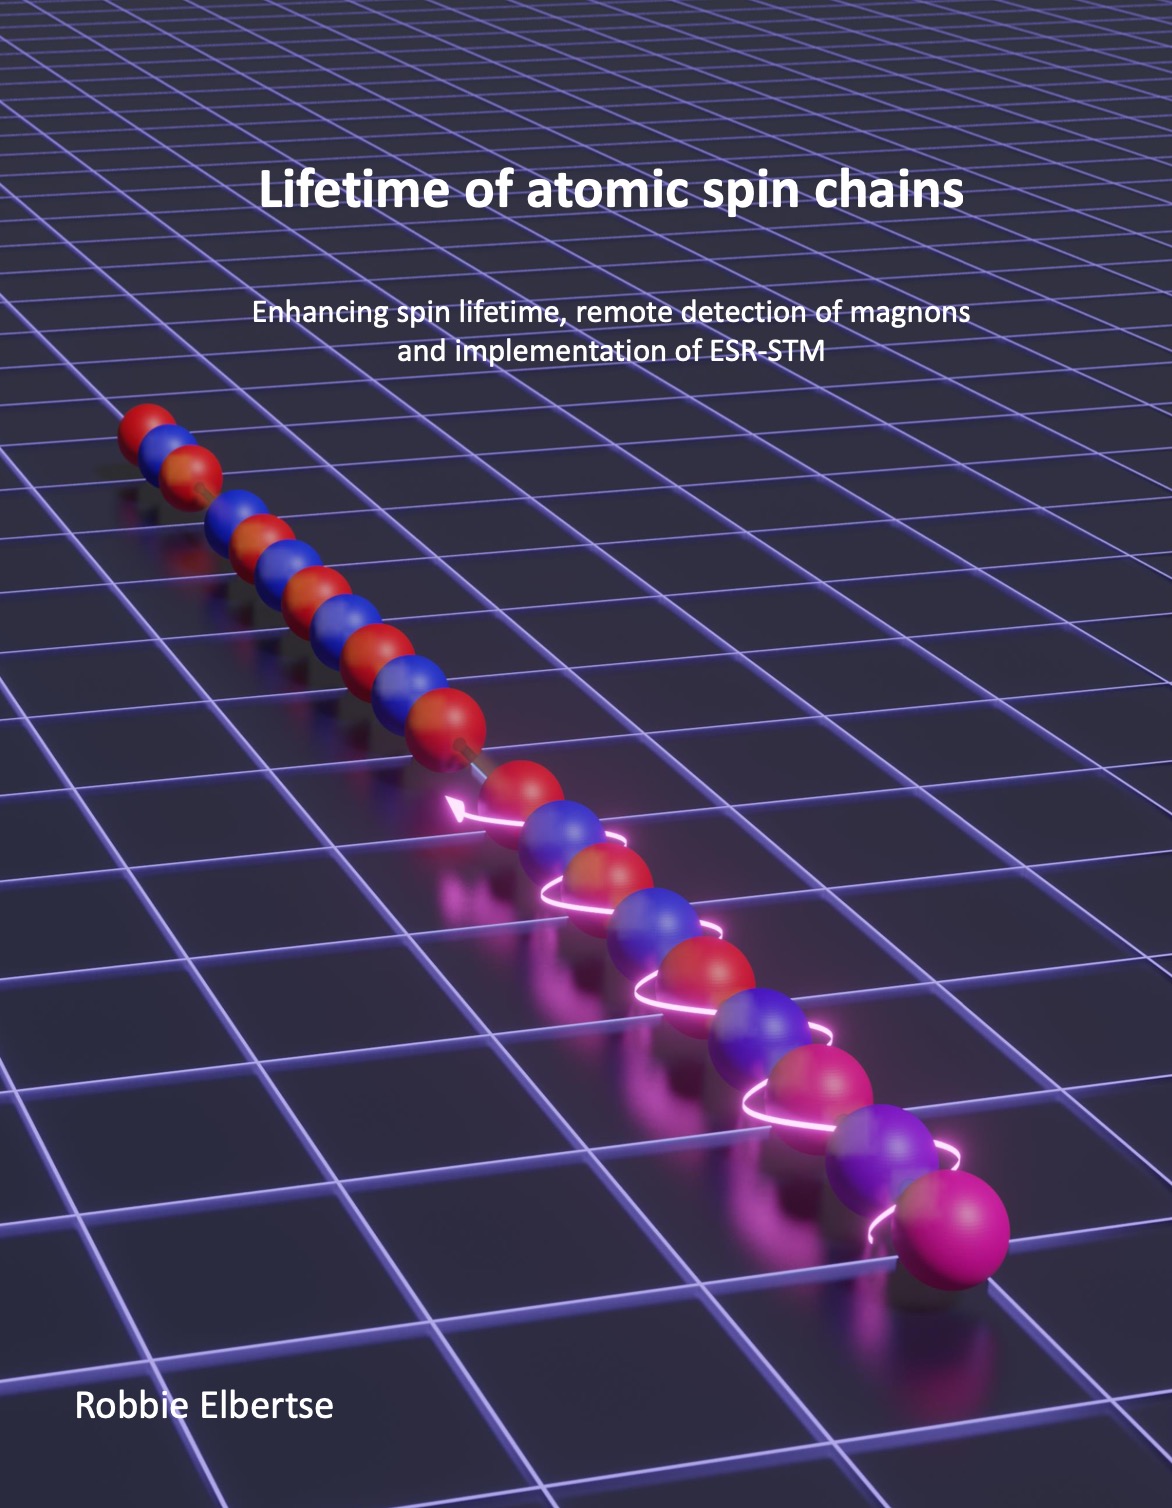 Lifetime of atomic spin chains
Enhancing spin lifetime, remote detection of magnons
and implementation of ESR-STM
Robbie Elbertse